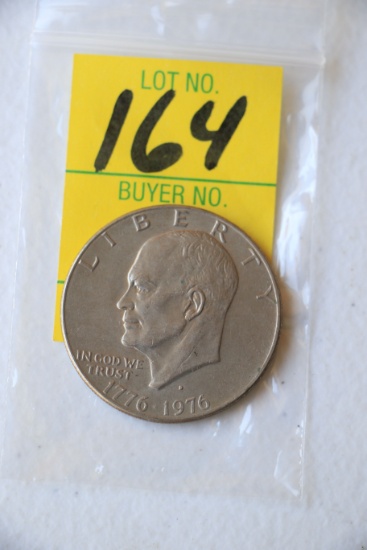 LOT NO.
164
BUYER NO.
LIBERTY
IN GOD WE
TRUST
1776 · 1976